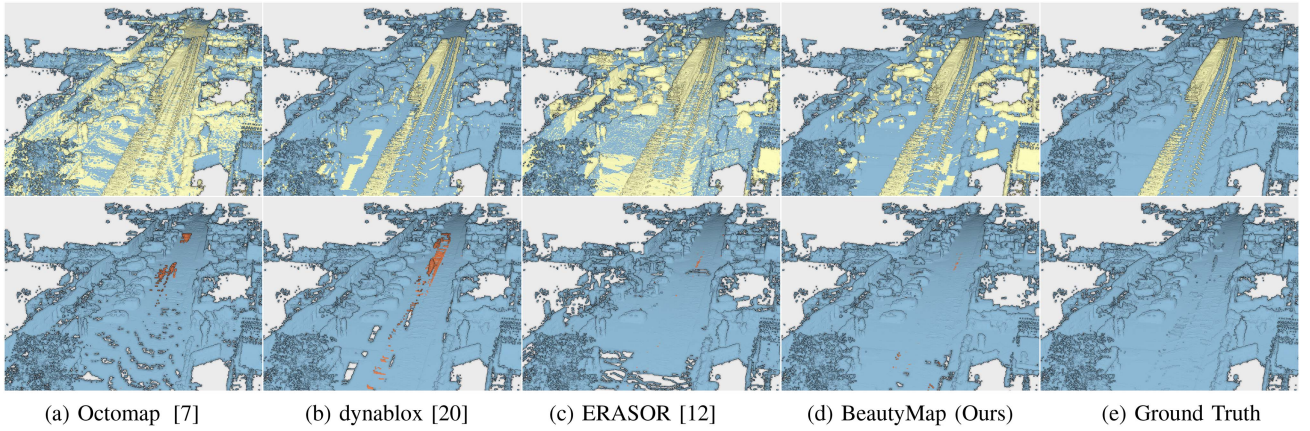 (a) Octomap [7]
(b) dynablox [20]
(c) ERASOR [12]
(d) BeautyMap (Ours)
(e) Ground Truth